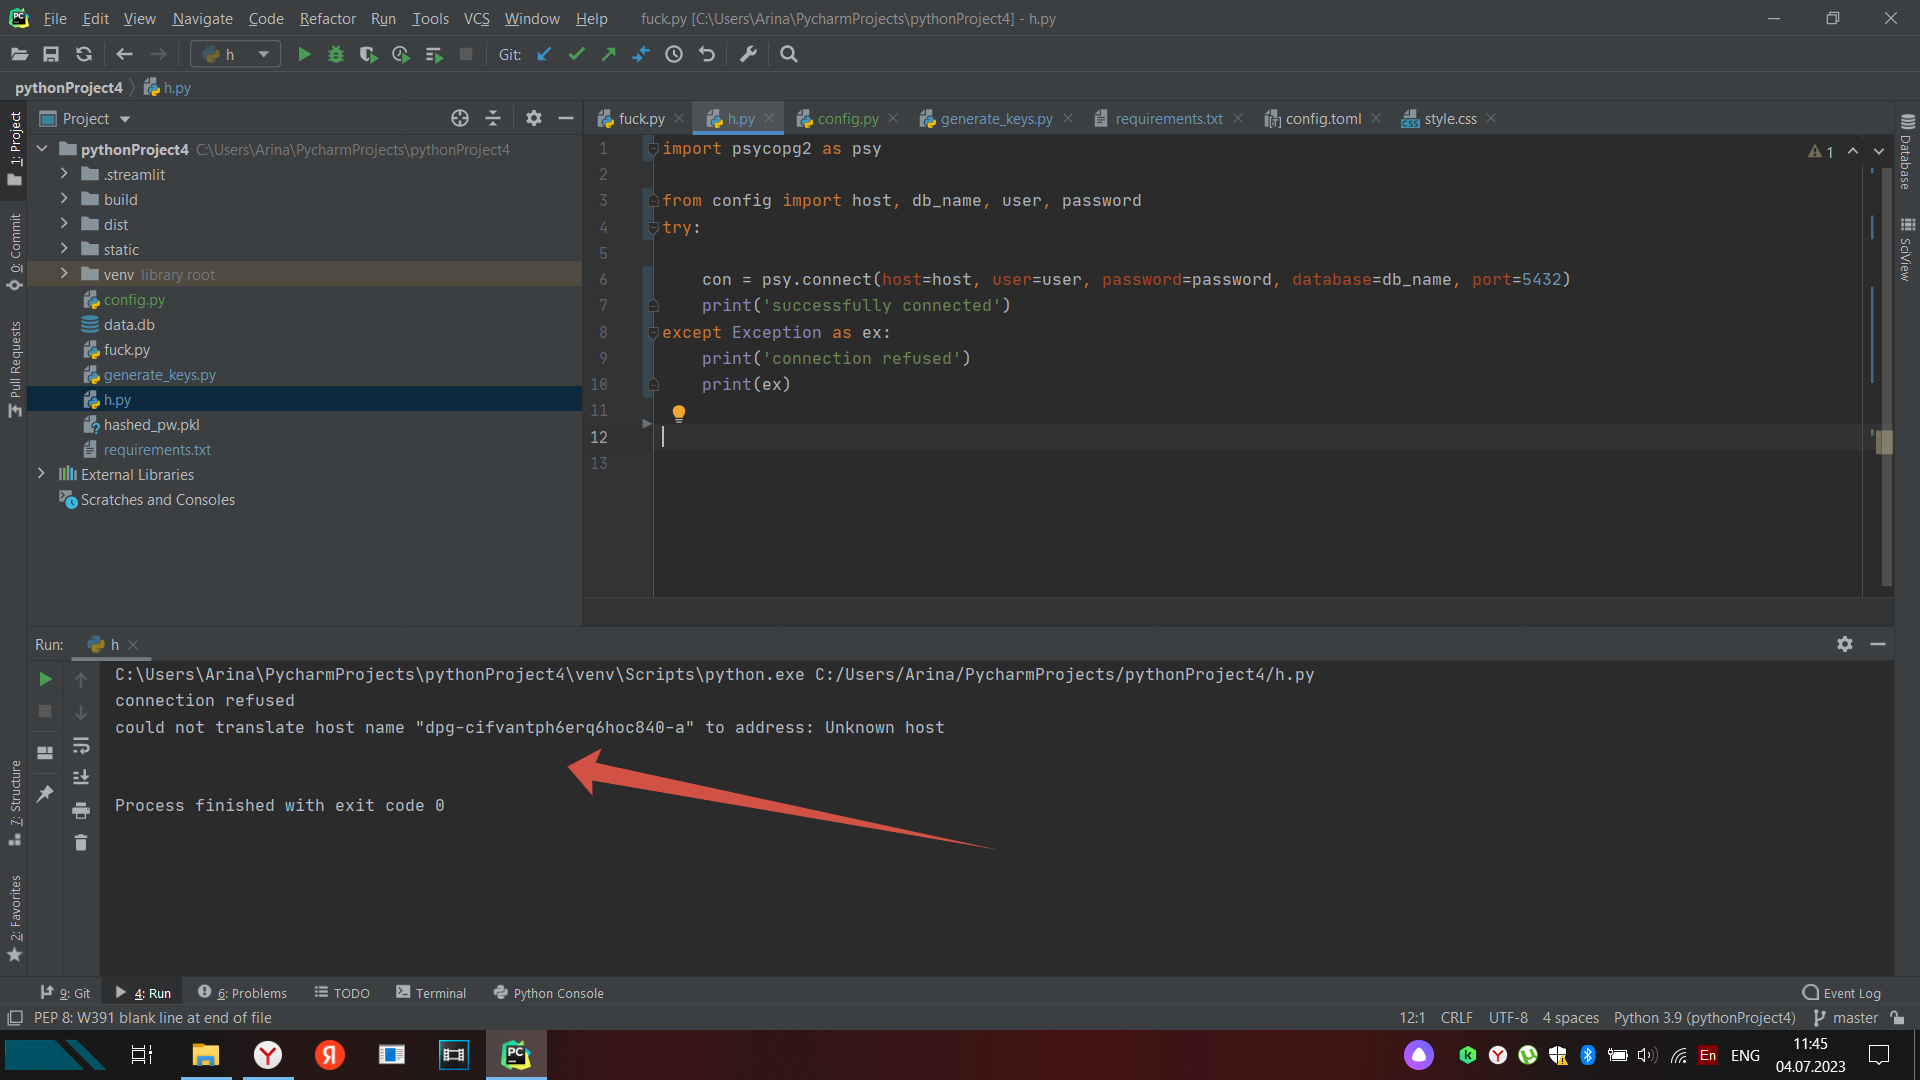 File Edit View Navigate Code Refactor Run Tools VCS Window Help fuck.py [C:\Users\Arina\PycharmProjects\pythonProject4] - h.py
h Git:
pythonProject4 h.py
Project
fuck.py h.py config.py generate_keys.py requirements.txt config.toml style.css
pythonProject4 C:\Users\Arina\PycharmProjects\pythonProject4
.streamlit
build
dist
static
venv library root
config.py
data.db
fuck.py
generate_keys.py
h.py
hashed_pw.pkl
requirements.txt
External Libraries
Scratches and Consoles
1: Project
0: Commit
Pull Requests
7: Structure
2: Favorites
1 import psycopg2 as psy
2
3 from config import host, db_name, user, password
4 try:
5
6 con = psy.connect(host=host, user=user, password=password, database=db_name, port=5432)
7 print('successfully connected')
8 except Exception as ex:
9 print('connection refused')
10 print(ex)
11
12
13
1
Database
SciView
Run: h
C:\Users\Arina\PycharmProjects\pythonProject4\venv\Scripts\python.exe C:/Users/Arina/PycharmProjects/pythonProject4/h.py
connection refused
could not translate host name "dpg-cifvantph6erq6hoc840-a" to address: Unknown host
Process finished with exit code 0
9: Git 4: Run 6: Problems TODO Terminal Python Console Event Log
PEP 8: W391 blank line at end of file 12:1 CRLF UTF-8 4 spaces Python 3.9 (pythonProject4) master
Y Я PC En ENG 11:45
04.07.2023